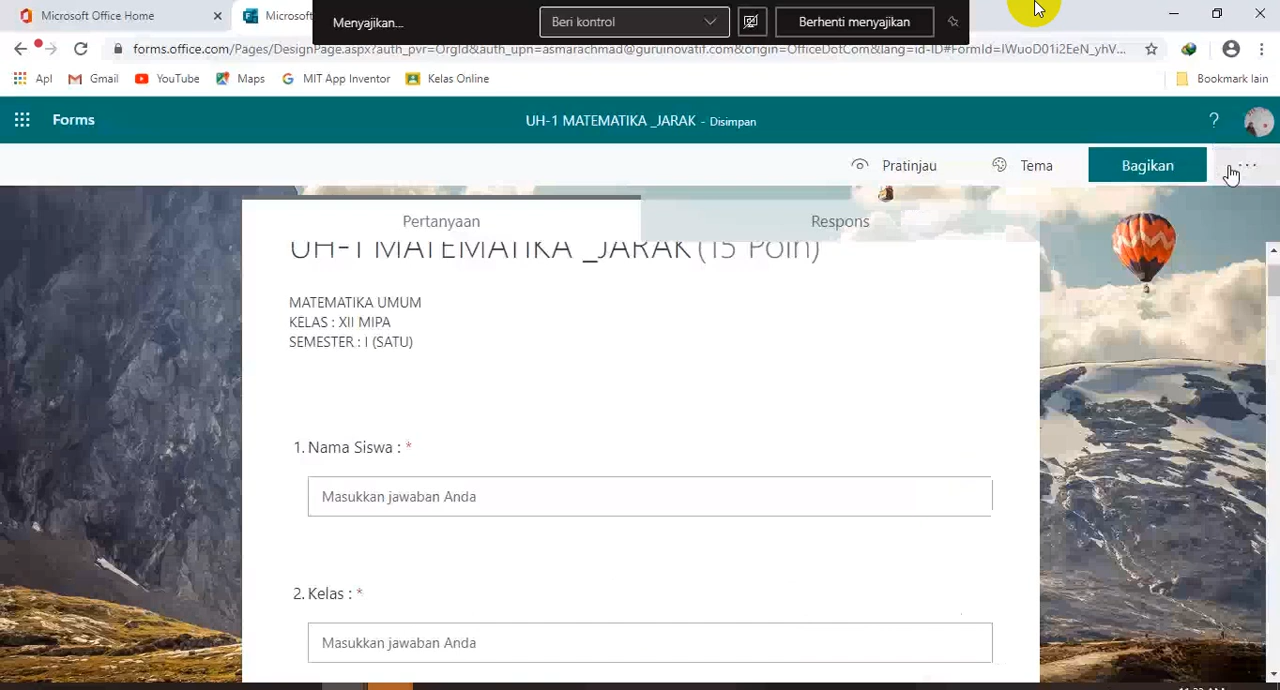 Microsoft Office Home
Microsof
Menyajikan...
Beri kontrol
Berhenti menyajikan
forms.office.com/Pages/DesignPage.aspx?auth_pvr=OrgId&auth_upn=asmarachmad@guruinovatif.com&origin=OfficeDotCom&lang=id-ID#FormId=IWuoD01i2EeN_yhV...
Apl
Gmail
YouTube
Maps
MIT App Inventor
Kelas Online
Bookmark lain
Forms
UH-1 MATEMATIKA _JARAK - Disimpan
?
Pratinjau
Tema
Bagikan
...
Pertanyaan
Respons
UH-1 MATEMATIKA _JARAK (15 Poin)
MATEMATIKA UMUM
KELAS : XII MIPA
SEMESTER : I (SATU)
1. Nama Siswa : *
Masukkan jawaban Anda
2. Kelas : *
Masukkan jawaban Anda